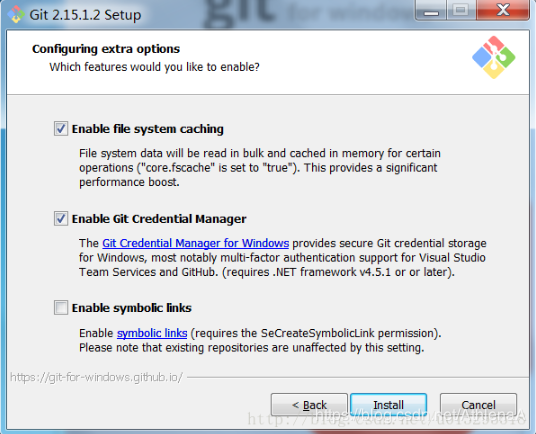 Git 2.15.1.2 Setup
Configuring extra options
Which features would you like to enable?
Enable file system caching
File system data will be read in bulk and cached in memory for certain
operations ("core.fscache" is set to "true"). This provides a significant
performance boost.
Enable Git Credential Manager
The Git Credential Manager for Windows provides secure Git credential storage
for Windows, most notably multi-factor authentication support for Visual Studio
Team Services and GitHub. (requires .NET framework v4.5.1 or or later).
Enable symbolic links
Enable symbolic links (requires the SeCreateSymbolicLink permission).
Please note that existing repositories are unaffected by this setting.
https://git-for-windows.github.io/
< Back
Install
Cancel